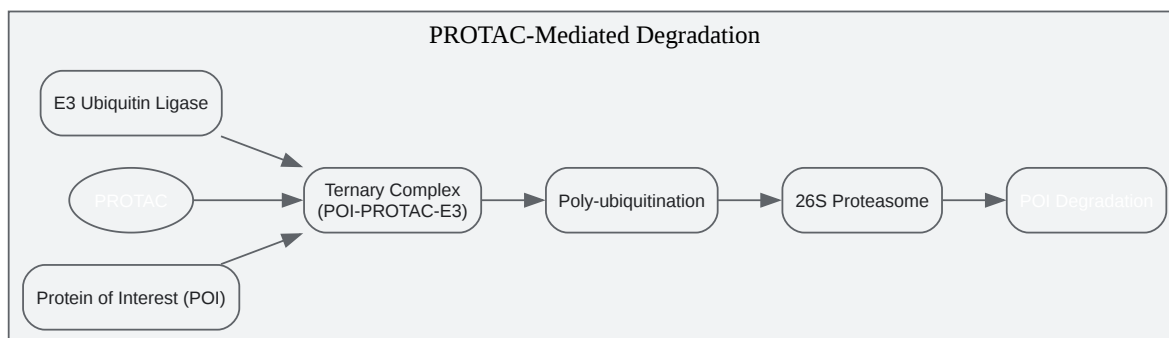 PROTAC-Mediated Degradation
E3 Ubiquitin Ligase
PROTAC
Protein of Interest (POI)
Ternary Complex
(POI-PROTAC-E3)
Poly-ubiquitination
26S Proteasome
POI Degradation